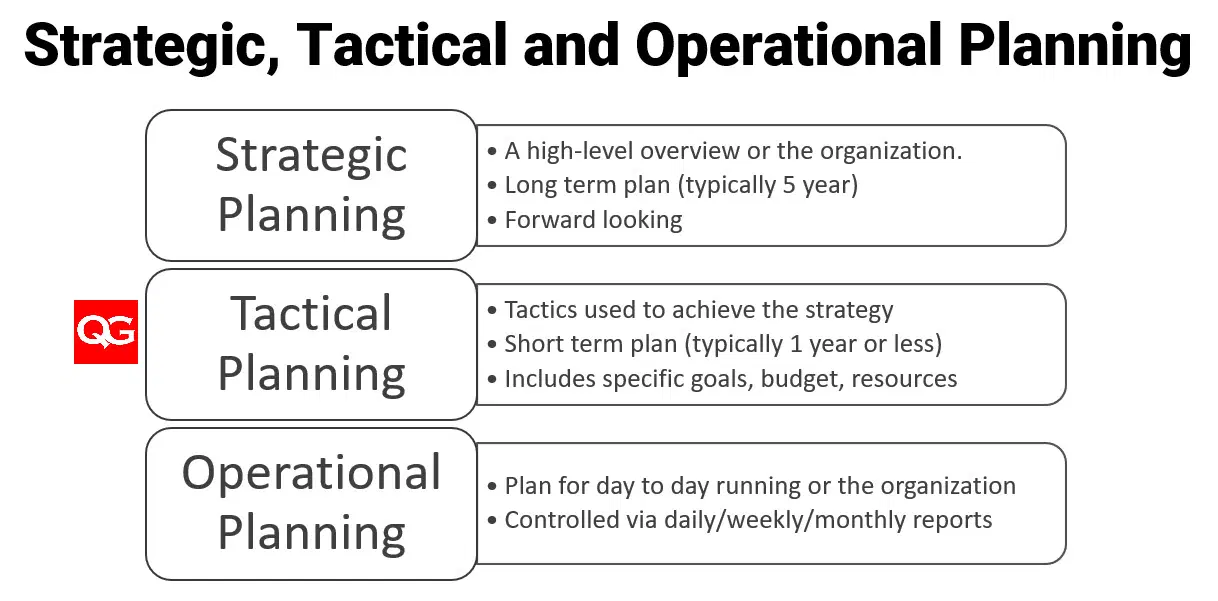 Strategic, Tactical and Operational Planning
Strategic
Planning
• A high-level overview or the organization.
• Long term plan (typically 5 year)
• Forward looking
QG
Tactical
Planning
• Tactics used to achieve the strategy
• Short term plan (typically 1 year or less)
• Includes specific goals, budget, resources
Operational
Planning
• Plan for day to day running or the organization
• Controlled via daily/weekly/monthly reports